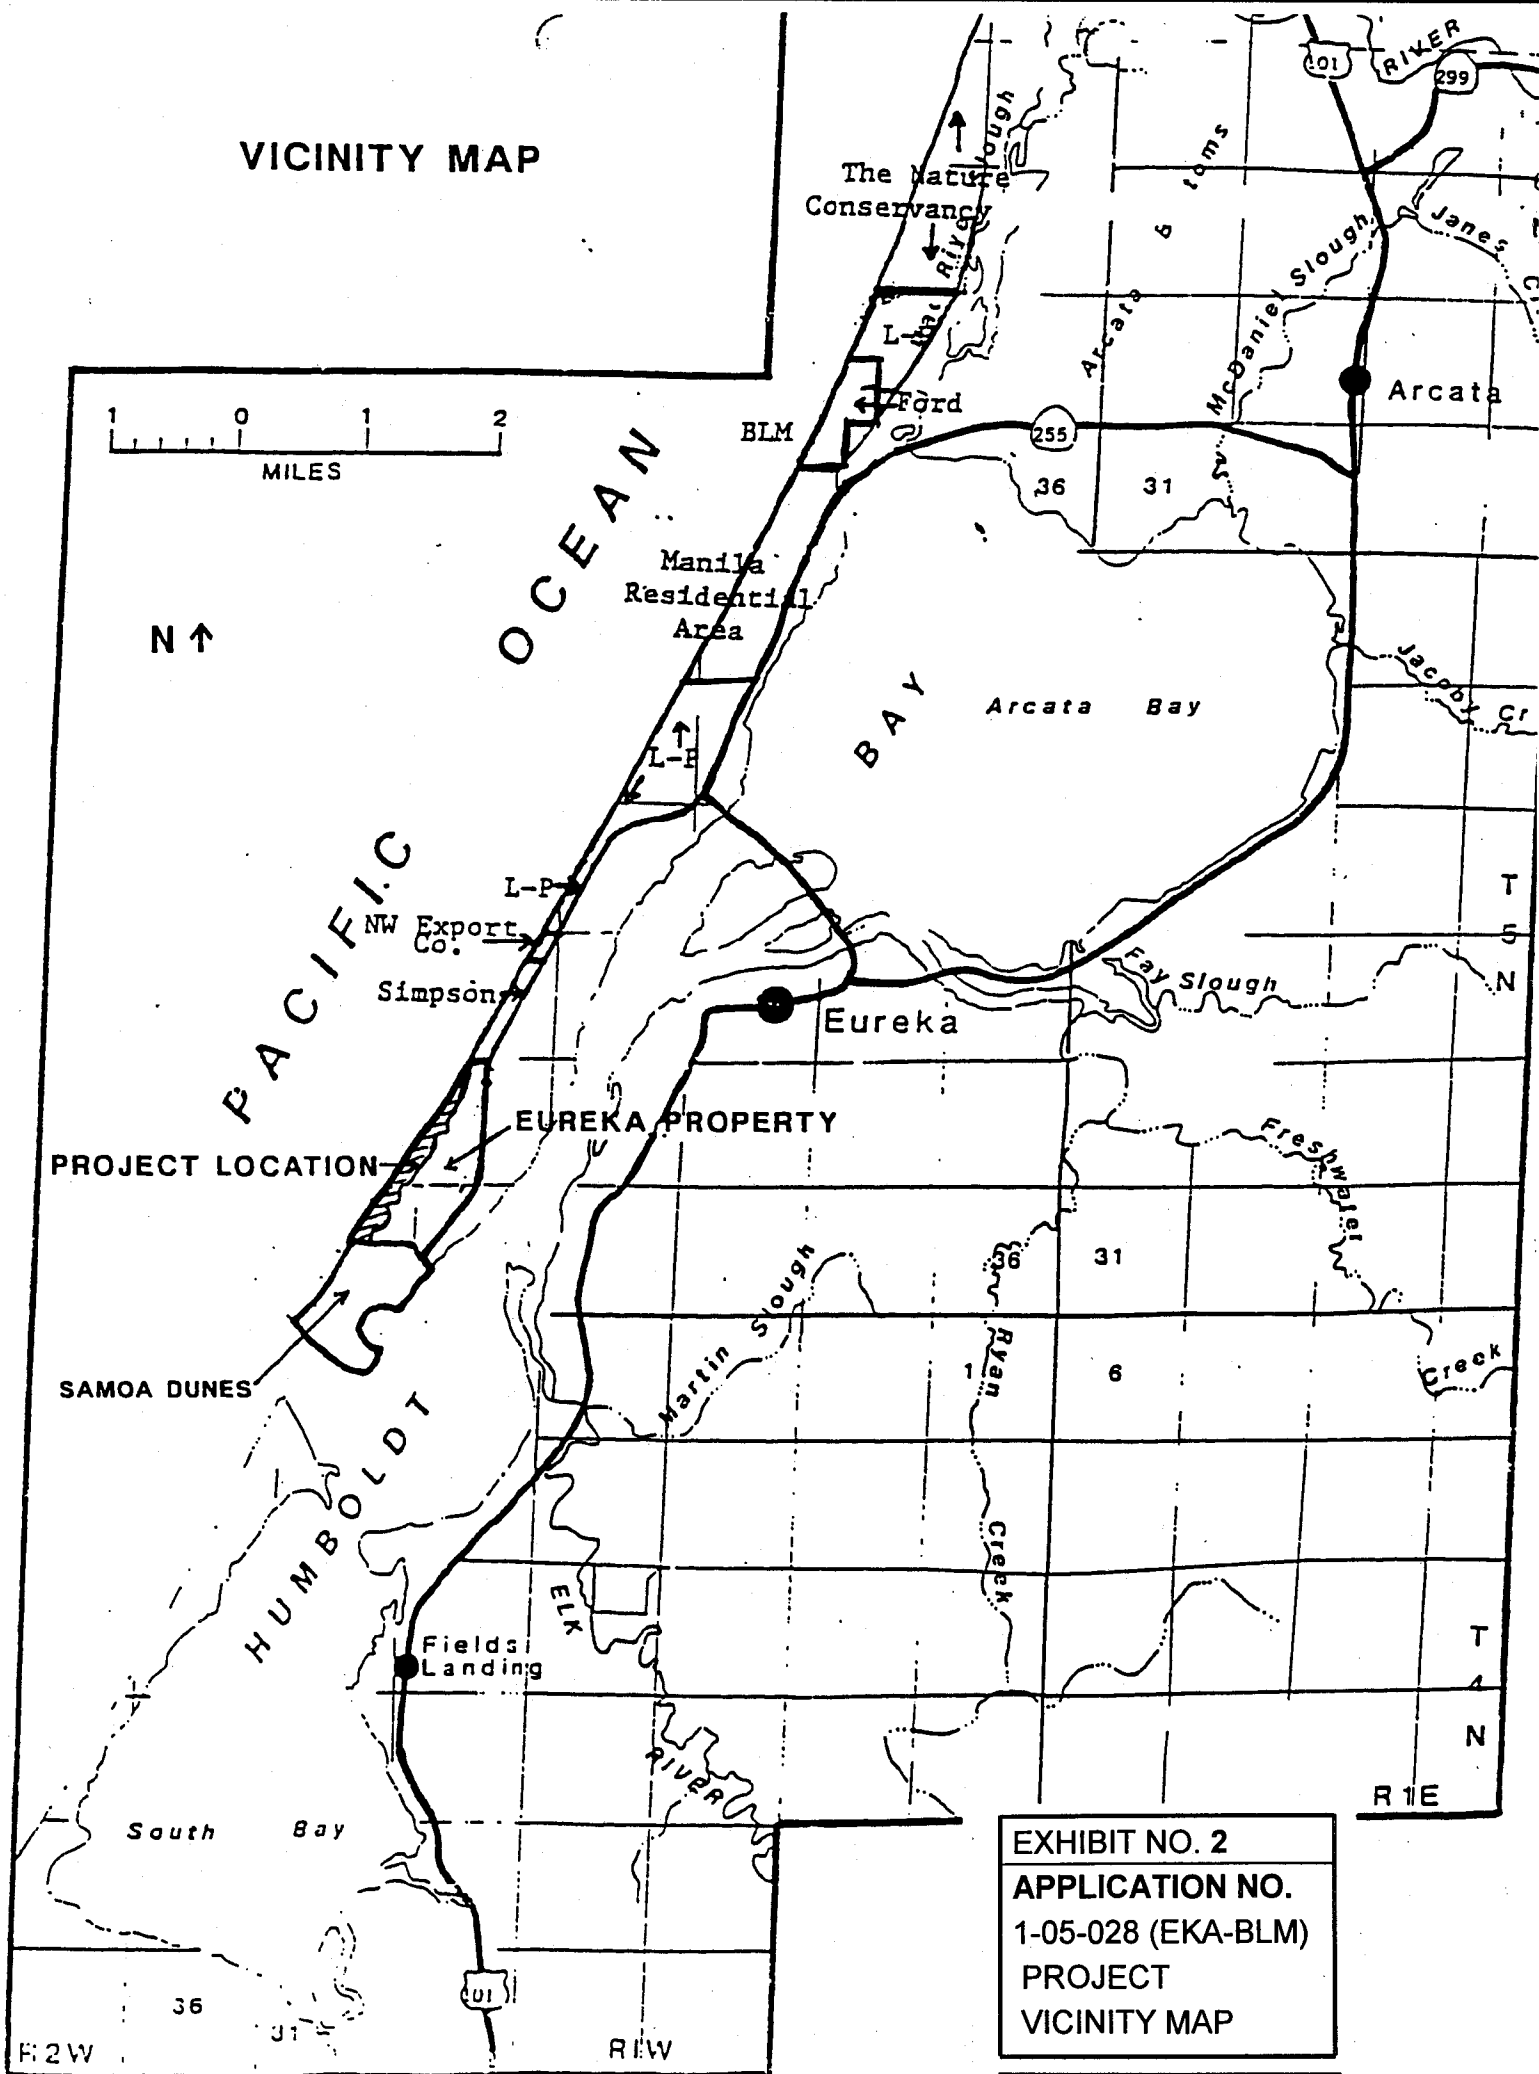 VICINITY MAP
101
RIVER
299
Slough
The Nature
Conservancy
River
toms
&
Arcata
McDaniel Slough
Janes
L-P
Ford
BLM
255
Arcata
1 0 1 2
MILES
36 31
PACIFIC OCEAN
N ↑
Manila
Residential
Area
L-P
BAY
Arcata Bay
Jacoby Cr
L-P
NW Export
Co.
Simpson
T
5
N
Fay Slough
Eureka
EUREKA PROPERTY
PROJECT LOCATION
Freshwater
Creek
SAMOA DUNES
36 31
Martin Slough
Ryan
Creek
1 6
HUMBOLDT
ELK
RIVER
Fields
Landing
T
4
N
South Bay
R1E
101
36
31
R2W
R1W
EXHIBIT NO. 2
APPLICATION NO.
1-05-028 (EKA-BLM)
PROJECT
VICINITY MAP